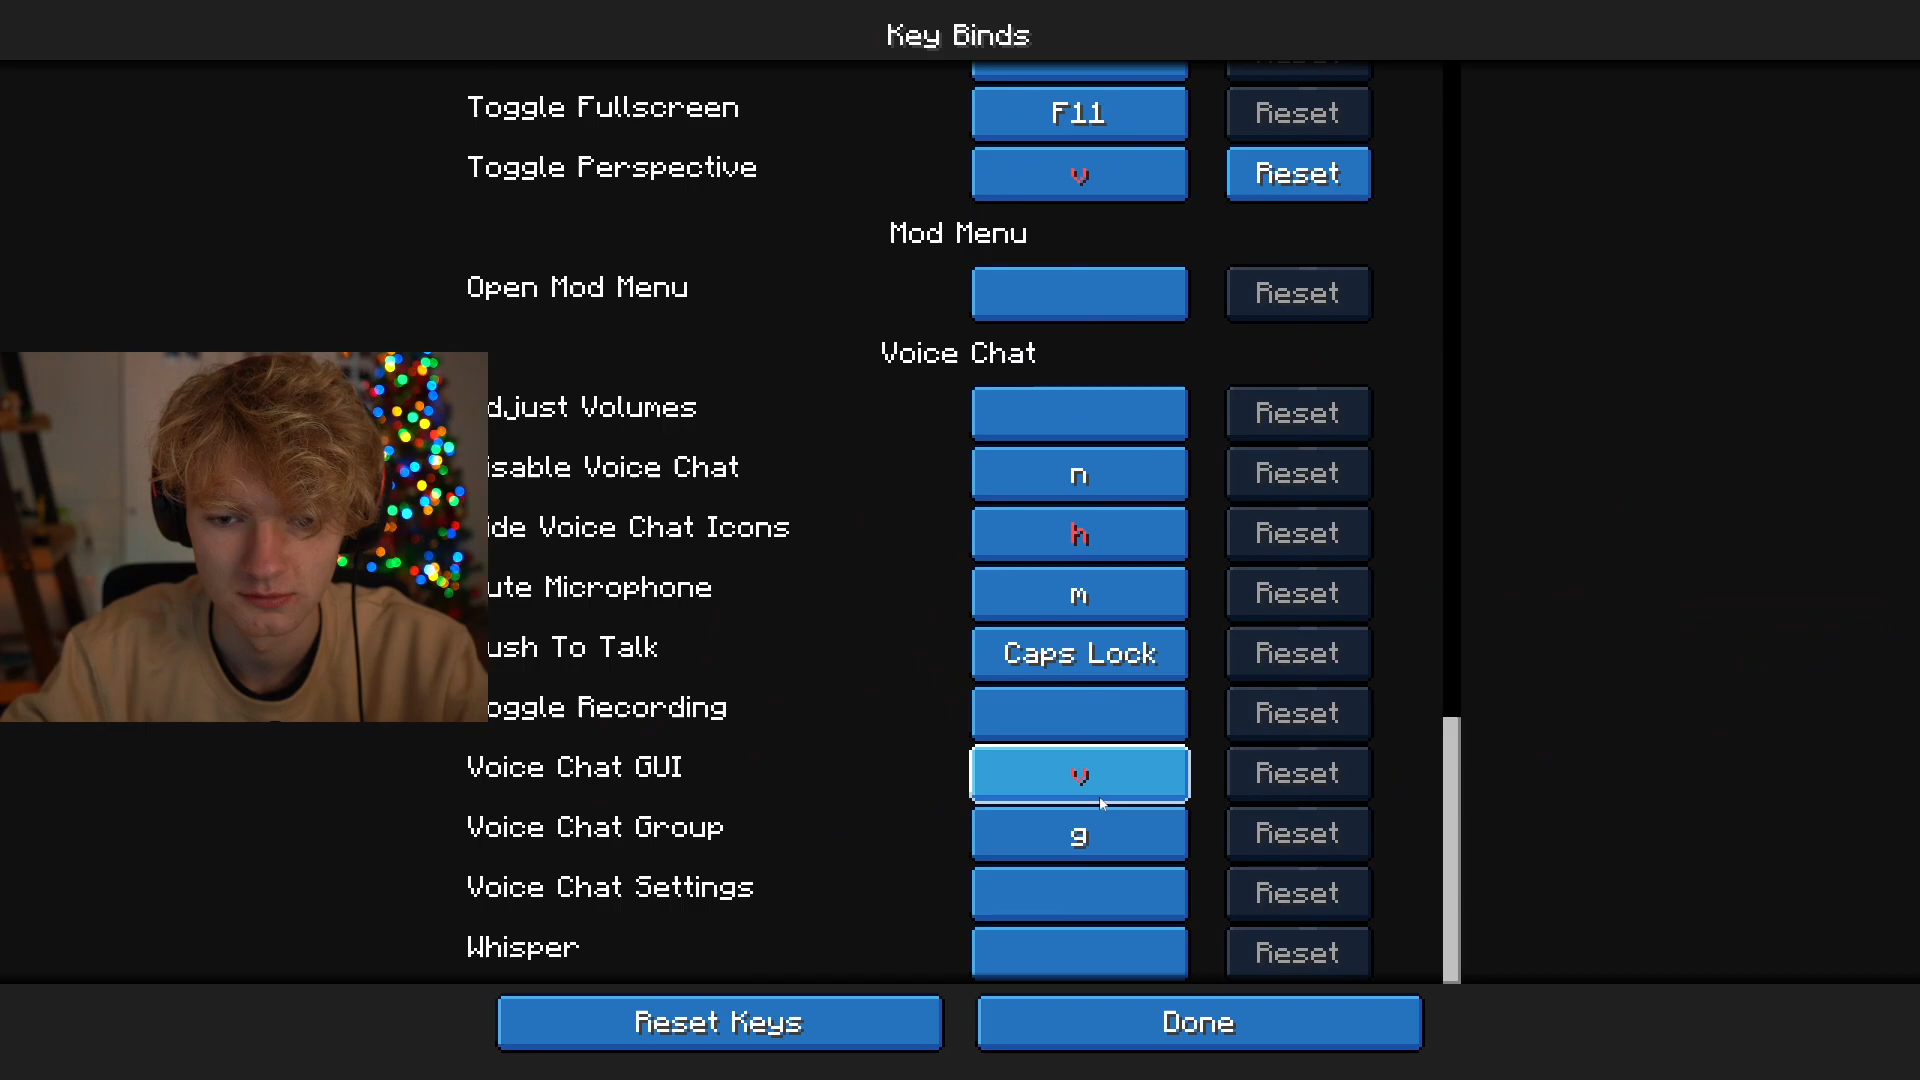 Key Binds
Toggle Fullscreen F11 Reset
Toggle Perspective v Reset
Mod Menu
Open Mod Menu Reset
Voice Chat
djust Volumes Reset
isable Voice Chat n Reset
ide Voice Chat Icons h Reset
ute Microphone m Reset
ush To Talk Caps Lock Reset
oggle Recording Reset
Voice Chat GUI v Reset
Voice Chat Group g Reset
Voice Chat Settings Reset
Whisper Reset
Reset Keys Done